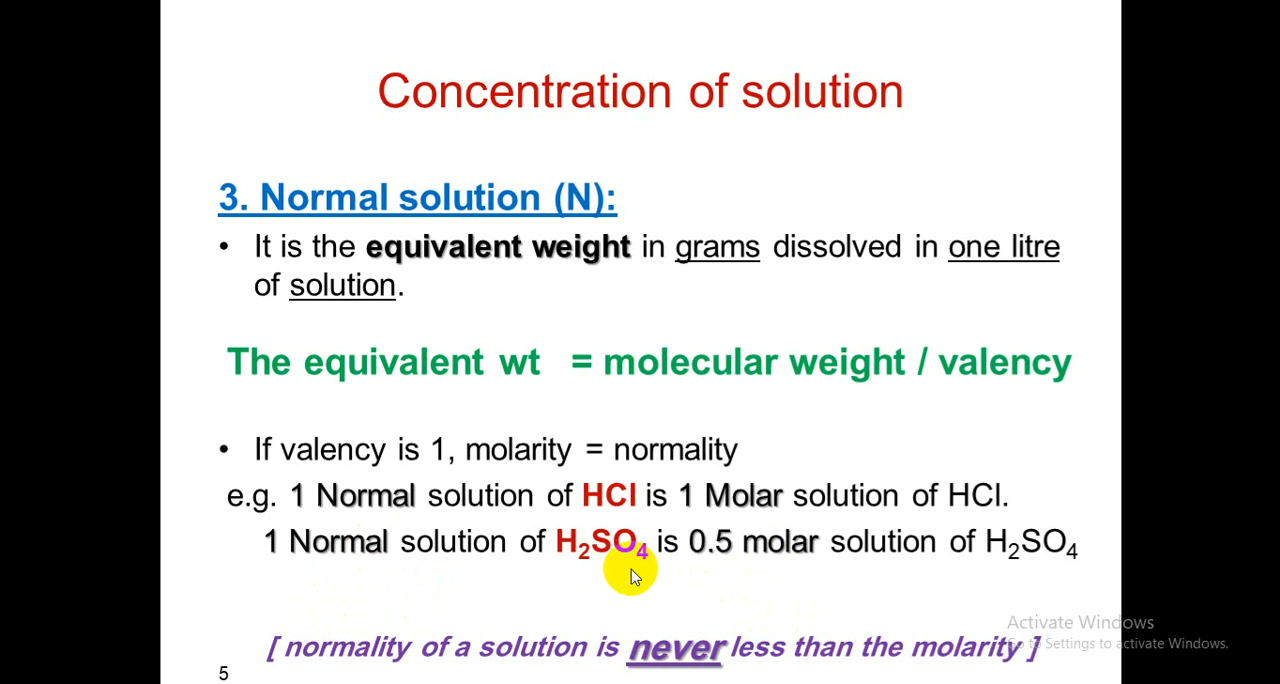 Concentration of solution
3. Normal solution (N):
• It is the equivalent weight in grams dissolved in one litre
of solution.
The equivalent wt = molecular weight / valency
• If valency is 1, molarity = normality
e.g. 1 Normal solution of HCl is 1 Molar solution of HCl.
1 Normal solution of H₂SO₄ is 0.5 molar solution of H₂SO₄
[ normality of a solution is never less than the molarity ]
Activate Windows
Go to Settings to activate Windows.
5